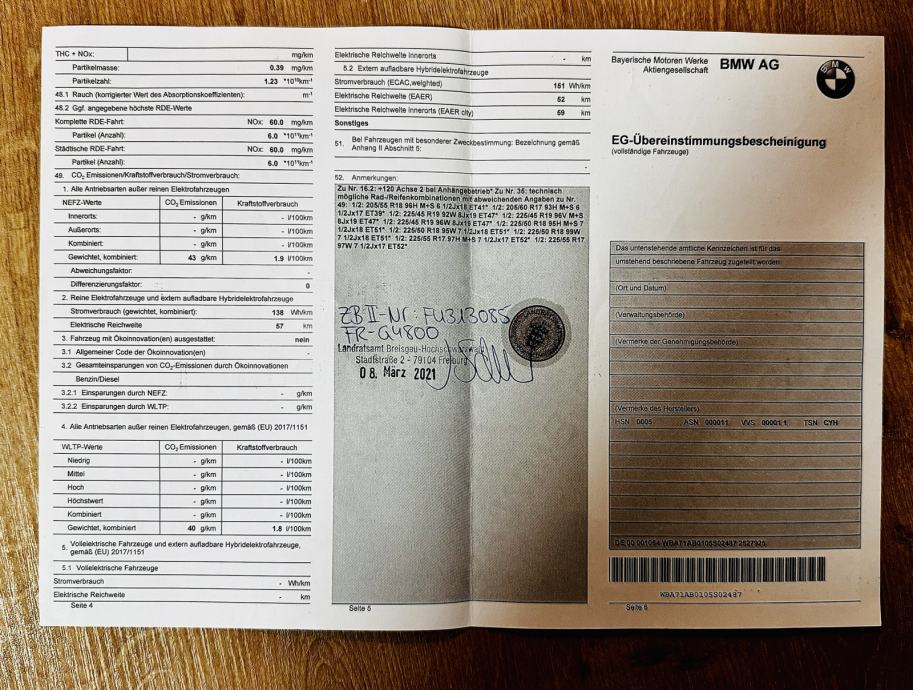 THC + NOx: mg/km
Partikelmasse: 0.39 mg/km
Partikelzahl: 1.23 *10¹⁰km⁻¹
48.1 Rauch (korrigierter Wert des Absorptionskoeffizienten): m⁻¹
48.2 Ggf. angegebene höchste RDE-Werte
Komplette RDE-Fahrt: NOx: 60.0 mg/km
Partikel (Anzahl): 6.0 *10¹¹km⁻¹
Städtische RDE-Fahrt: NOx: 60.0 mg/km
Partikel (Anzahl): 6.0 *10¹¹km⁻¹
49. CO₂ Emissionen/Kraftstoffverbrauch/Stromverbrauch:
1. Alle Antriebsarten außer reinen Elektrofahrzeugen
NEFZ-Werte CO₂ Emissionen Kraftstoffverbrauch
Innerorts: - g/km - l/100km
Außerorts: - g/km - l/100km
Kombiniert: - g/km - l/100km
Gewichtet, kombiniert: 43 g/km 1.9 l/100km
Abweichungsfaktor: -
Differenzierungsfaktor: 0
2. Reine Elektrofahrzeuge und extern aufladbare Hybridelektrofahrzeuge
Stromverbrauch (gewichtet, kombiniert): 138 Wh/km
Elektrische Reichweite 57 km
3. Fahrzeug mit Ökoinnovation(en) ausgestattet: nein
3.1 Allgemeiner Code der Ökoinnovation(en) -
3.2 Gesamteinsparungen von CO₂-Emissionen durch Ökoinnovationen
Benzin/Diesel
3.2.1 Einsparungen durch NEFZ: - g/km
3.2.2 Einsparungen durch WLTP: - g/km
4. Alle Antriebsarten außer reinen Elektrofahrzeugen, gemäß (EU) 2017/1151
WLTP-Werte CO₂ Emissionen Kraftstoffverbrauch
Niedrig - g/km - l/100km
Mittel - g/km - l/100km
Hoch - g/km - l/100km
Höchstwert - g/km - l/100km
Kombiniert - g/km - l/100km
Gewichtet, kombiniert 40 g/km 1.8 l/100km
5. Vollelektrische Fahrzeuge und extern aufladbare Hybridelektrofahrzeuge,
gemäß (EU) 2017/1151
5.1 Vollelektrische Fahrzeuge
Stromverbrauch - Wh/km
Elektrische Reichweite - km
Seite 4
Elektrische Reichweite innerorts - km
5.2 Extern aufladbare Hybridelektrofahrzeuge
Stromverbrauch (ECAC,weighted) 161 Wh/km
Elektrische Reichweite (EAER) 52 km
Elektrische Reichweite innerorts (EAER city) 59 km
Sonstiges
51. Bei Fahrzeugen mit besonderer Zweckbestimmung: Bezeichnung gemäß
Anhang II Abschnitt 5:
-
52. Anmerkungen:
Zu Nr. 16.2: +120 Achse 2 bei Anhängebetrieb* Zu Nr. 35: technisch
mögliche Rad-/Reifenkombinationen mit abweichenden Angaben zu Nr.
49: 1/2: 205/55 R18 96H M+S 6 1/2Jx18 ET41* 1/2: 205/60 R17 93H M+S 6
1/2Jx17 ET39* 1/2: 225/45 R19 92W 8Jx19 ET47* 1/2: 225/45 R19 96V M+S
8Jx19 ET47* 1/2: 225/45 R19 96W 8Jx19 ET47* 1/2: 225/50 R18 95H M+S 7
1/2Jx18 ET51* 1/2: 225/50 R18 95W 7 1/2Jx18 ET51* 1/2: 225/50 R18 99W
7 1/2Jx18 ET51* 1/2: 225/55 R17 97H M+S 7 1/2Jx17 ET52* 1/2: 225/55 R17
97W 7 1/2Jx17 ET52*
ZB II-Nr: FU313085
FR-G4800
Landratsamt Breisgau-Hochschwarzwald
Stadtstraße 2 - 79104 Freiburg
08. März 2021
Seite 5
Bayerische Motoren Werke
Aktiengesellschaft
BMW AG
BMW
EG-Übereinstimmungsbescheinigung
(vollständige Fahrzeuge)
Das untenstehende amtliche Kennzeichen ist für das
umstehend beschriebene Fahrzeug zugeteilt worden:
(Ort und Datum)
(Verwaltungsbehörde)
(Vermerke der Genehmigungsbehörde)
(Vermerke des Herstellers)
HSN 0005 ASN 000011 VVS 00001 1 TSN CYH
DE 00 001064 WBA71AB0105S02487 2627925
WBA71AB0105S02487
Seite 6